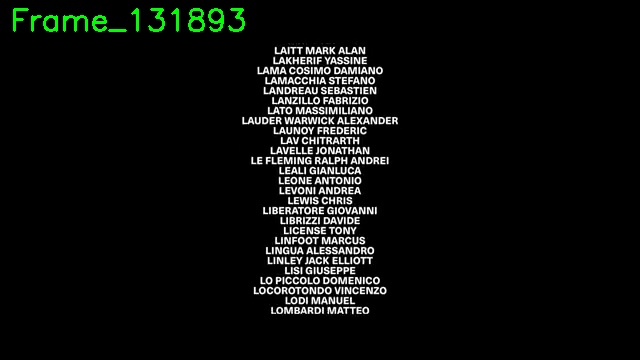 Frame_131893
LAITT MARK ALAN
LAKHERIF YASSINE
LAMA COSIMO DAMIANO
LAMACCHIA STEFANO
LANDREAU SEBASTIEN
LANZILLO FABRIZIO
LATO MASSIMILIANO
LAUDER WARWICK ALEXANDER
LAUNOY FREDERIC
LAV CHITRARTH
LAVELLE JONATHAN
LE FLEMING RALPH ANDREI
LEALI GIANLUCA
LEONE ANTONIO
LEVONI ANDREA
LEWIS CHRIS
LIBERATORE GIOVANNI
LIBRIZZI DAVIDE
LICENSE TONY
LINFOOT MARCUS
LINGUA ALESSANDRO
LINLEY JACK ELLIOTT
LISI GIUSEPPE
LO PICCOLO DOMENICO
LOCOROTONDO VINCENZO
LODI MANUEL
LOMBARDI MATTEO